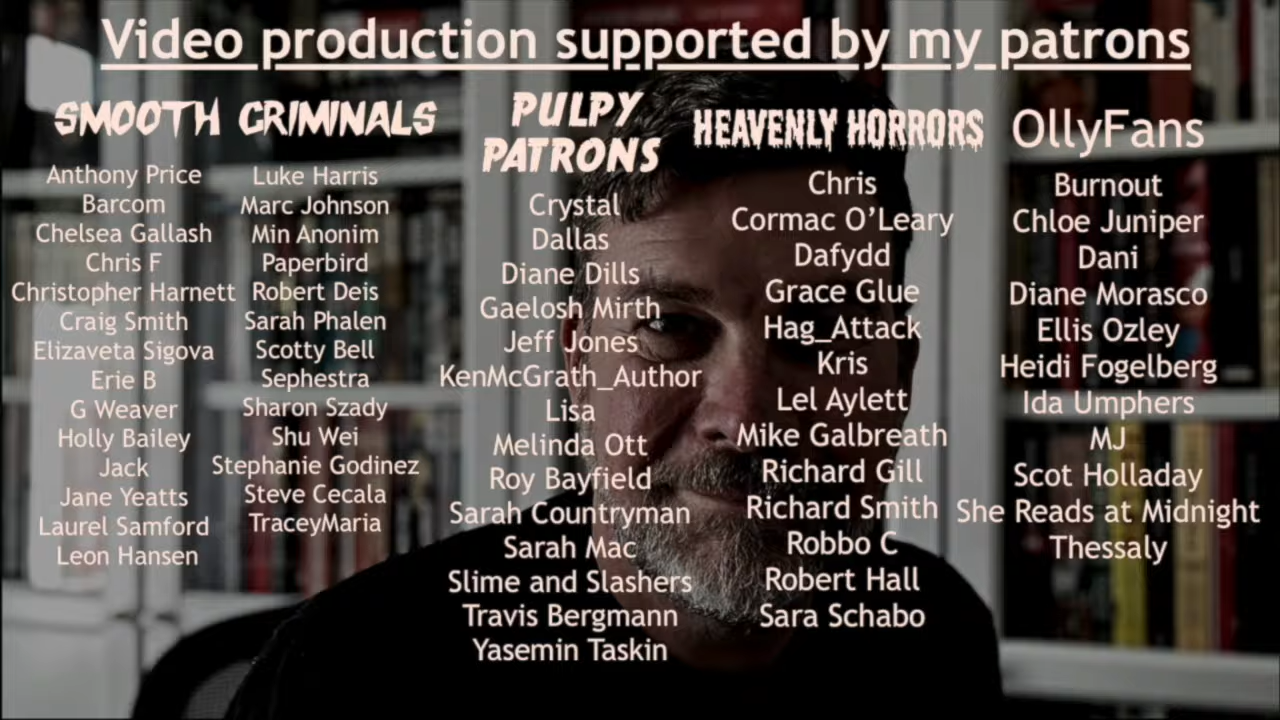 Video production supported by my patrons
SMOOTH CRIMINALS
Anthony Price
Barcom
Chelsea Gallash
Chris F
Christopher Harnett
Craig Smith
Elizaveta Sigova
Erie B
G Weaver
Holly Bailey
Jack
Jane Yeatts
Laurel Samford
Leon Hansen
Luke Harris
Marc Johnson
Min Anonim
Paperbird
Robert Deis
Sarah Phalen
Scotty Bell
Sephestra
Sharon Szady
Shu Wei
Stephanie Godinez
Steve Cecala
TraceyMaria
PULPY
PATRONS
Crystal
Dallas
Diane Dills
Gaelosh Mirth
Jeff Jones
KenMcGrath_Author
Lisa
Melinda Ott
Roy Bayfield
Sarah Countryman
Sarah Mac
Slime and Slashers
Travis Bergmann
Yasemin Taskin
HEAVENLY HORRORS
Chris
Cormac O’Leary
Dafydd
Grace Glue
Hag_Attack
Kris
Lel Aylett
Mike Galbreath
Richard Gill
Richard Smith
Robbo C
Robert Hall
Sara Schabo
OllyFans
Burnout
Chloe Juniper
Dani
Diane Morasco
Ellis Ozley
Heidi Fogelberg
Ida Umphers
MJ
Scot Holladay
She Reads at Midnight
Thessaly